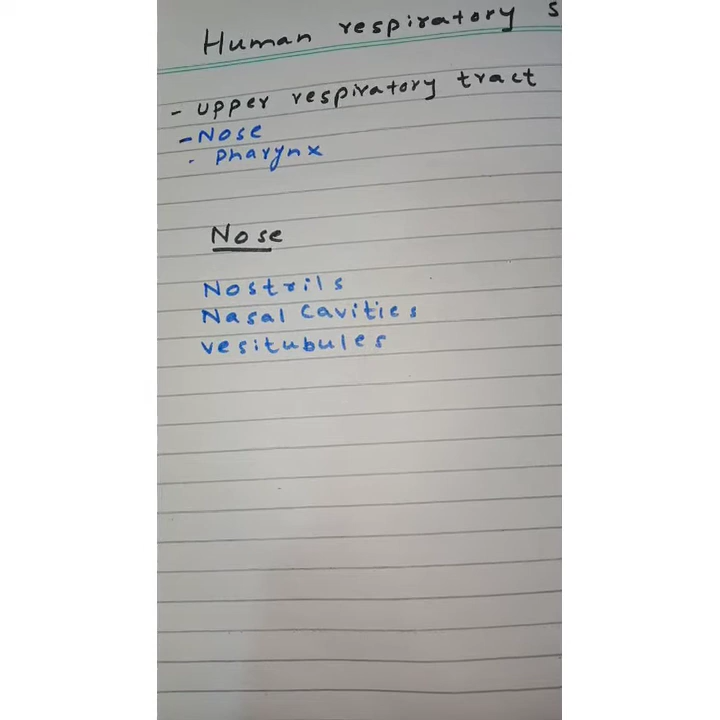 Human respiratory s
- upper respiratory tract
- Nose
- pharynx
Nose
Nostrils
Nasal Cavities
vesitubules